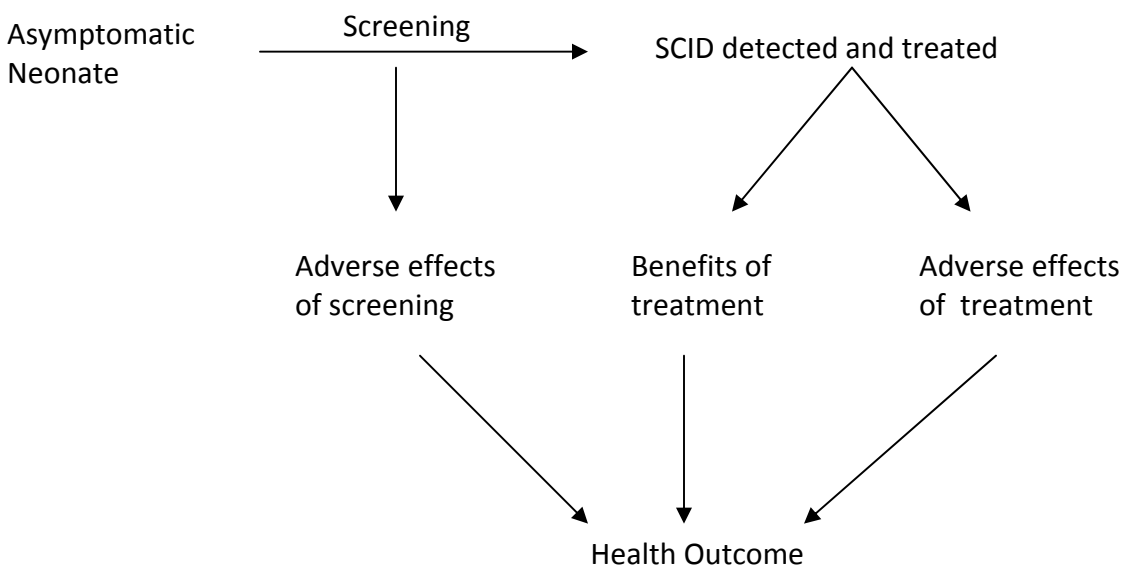 Asymptomatic
Neonate
Screening
SCID detected and treated
Adverse effects
of screening
Benefits of
treatment
Adverse effects
of treatment
Health Outcome